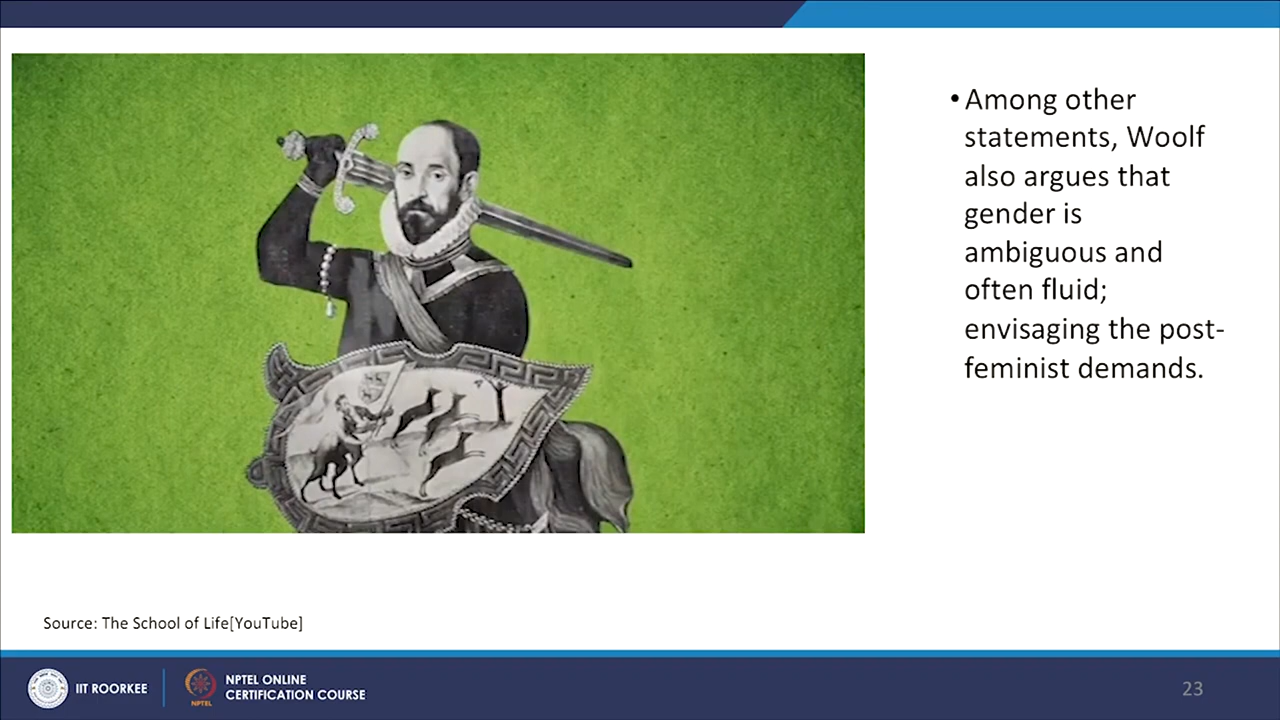 • Among other
statements, Woolf
also argues that
gender is
ambiguous and
often fluid;
envisaging the post-
feminist demands.
Source: The School of Life[YouTube]
IIT ROORKEE
NPTEL
NPTEL ONLINE
CERTIFICATION COURSE
23